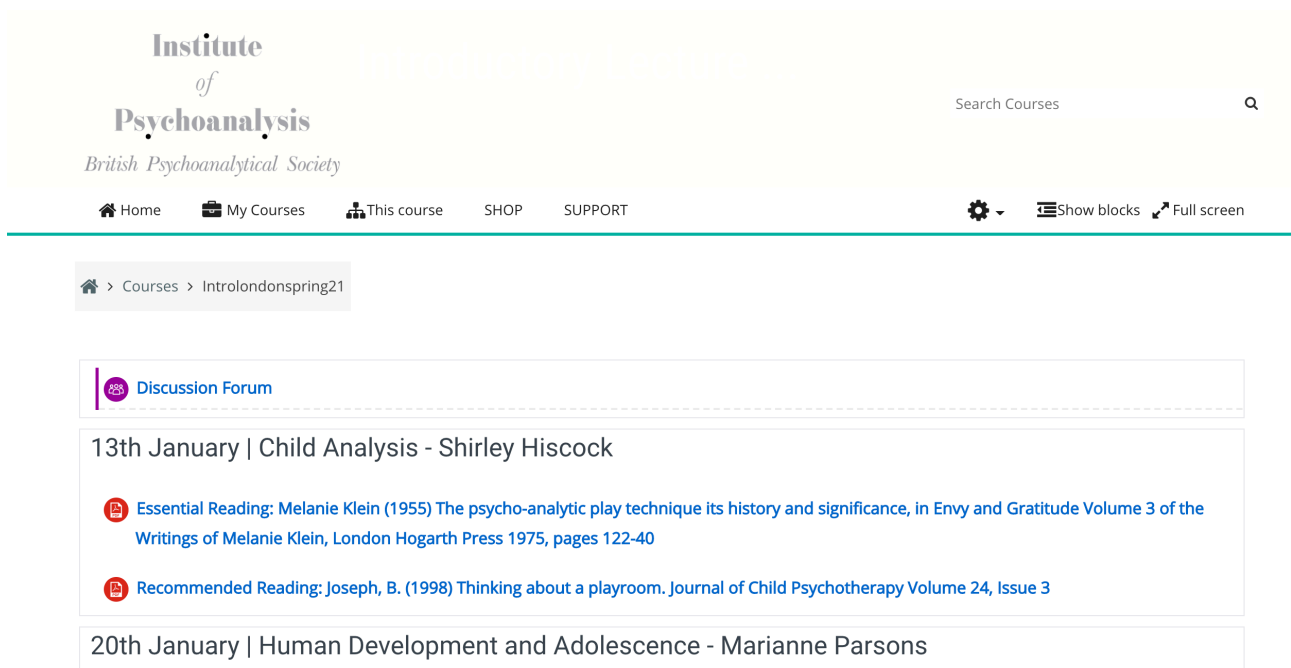 Institute
of
Psychoanalysis
British Psychoanalytical Society
Search Courses
Home My Courses This course SHOP SUPPORT Show blocks Full screen
> Courses > Introlondonspring21
Discussion Forum
13th January | Child Analysis - Shirley Hiscock
Essential Reading: Melanie Klein (1955) The psycho-analytic play technique its history and significance, in Envy and Gratitude Volume 3 of the
Writings of Melanie Klein, London Hogarth Press 1975, pages 122-40
Recommended Reading: Joseph, B. (1998) Thinking about a playroom. Journal of Child Psychotherapy Volume 24, Issue 3
20th January | Human Development and Adolescence - Marianne Parsons